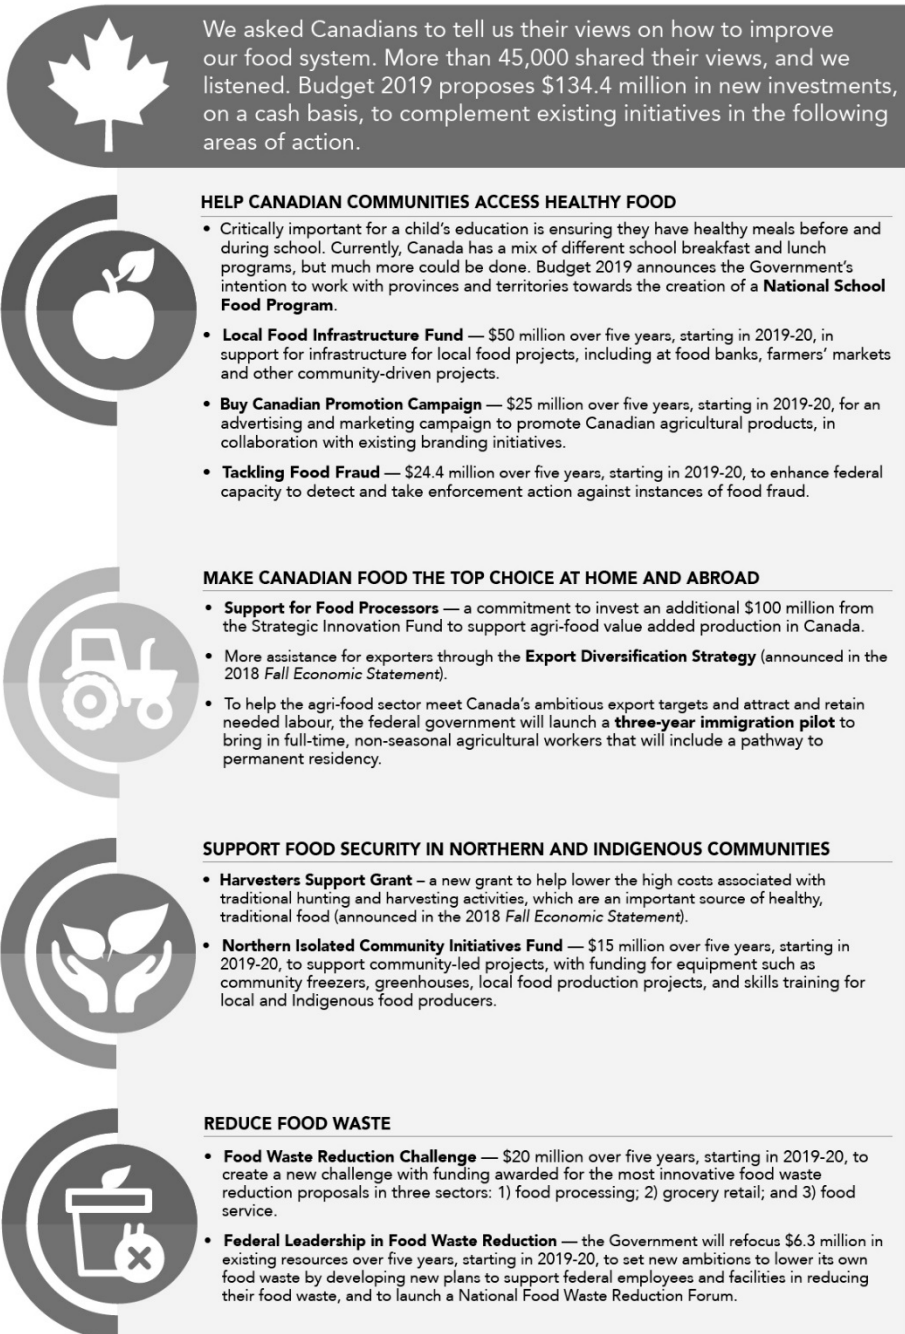 We asked Canadians to tell us their views on how to improve
our food system. More than 45,000 shared their views, and we
listened. Budget 2019 proposes $134.4 million in new investments,
on a cash basis, to complement existing initiatives in the following
areas of action.
HELP CANADIAN COMMUNITIES ACCESS HEALTHY FOOD
• Critically important for a child’s education is ensuring they have healthy meals before and
during school. Currently, Canada has a mix of different school breakfast and lunch
programs, but much more could be done. Budget 2019 announces the Government’s
intention to work with provinces and territories towards the creation of a National School
Food Program.
• Local Food Infrastructure Fund — $50 million over five years, starting in 2019-20, in
support for infrastructure for local food projects, including at food banks, farmers’ markets
and other community-driven projects.
• Buy Canadian Promotion Campaign — $25 million over five years, starting in 2019-20, for an
advertising and marketing campaign to promote Canadian agricultural products, in
collaboration with existing branding initiatives.
• Tackling Food Fraud — $24.4 million over five years, starting in 2019-20, to enhance federal
capacity to detect and take enforcement action against instances of food fraud.
MAKE CANADIAN FOOD THE TOP CHOICE AT HOME AND ABROAD
• Support for Food Processors — a commitment to invest an additional $100 million from
the Strategic Innovation Fund to support agri-food value added production in Canada.
• More assistance for exporters through the Export Diversification Strategy (announced in the
2018 Fall Economic Statement).
• To help the agri-food sector meet Canada’s ambitious export targets and attract and retain
needed labour, the federal government will launch a three-year immigration pilot to
bring in full-time, non-seasonal agricultural workers that will include a pathway to
permanent residency.
SUPPORT FOOD SECURITY IN NORTHERN AND INDIGENOUS COMMUNITIES
• Harvesters Support Grant – a new grant to help lower the high costs associated with
traditional hunting and harvesting activities, which are an important source of healthy,
traditional food (announced in the 2018 Fall Economic Statement).
• Northern Isolated Community Initiatives Fund — $15 million over five years, starting in
2019-20, to support community-led projects, with funding for equipment such as
community freezers, greenhouses, local food production projects, and skills training for
local and Indigenous food producers.
REDUCE FOOD WASTE
• Food Waste Reduction Challenge — $20 million over five years, starting in 2019-20, to
create a new challenge with funding awarded for the most innovative food waste
reduction proposals in three sectors: 1) food processing; 2) grocery retail; and 3) food
service.
• Federal Leadership in Food Waste Reduction — the Government will refocus $6.3 million in
existing resources over five years, starting in 2019-20, to set new ambitions to lower its own
food waste by developing new plans to support federal employees and facilities in reducing
their food waste, and to launch a National Food Waste Reduction Forum.